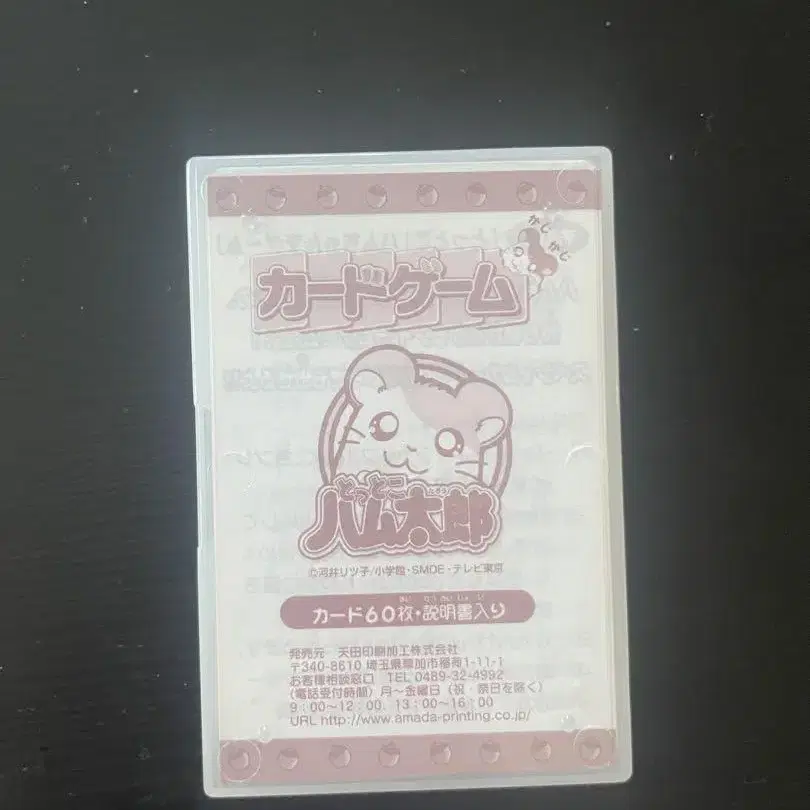 かじ かじ
カードゲーム
とっとこ
ハム太郎
©河井リツ子/小学館・SMDE・テレビ東京
カード60枚・説明書入り
発売元 天田印刷加工株式会社
〒340-8610 埼玉県草加市稲荷1-11-1
お客様相談窓口 TEL 0489-32-4992
(電話受付時間)月〜金曜日(祝・祭日を除く)
9:00〜12:00, 13:00〜16:00
URL http://www.amada-printing.co.jp/